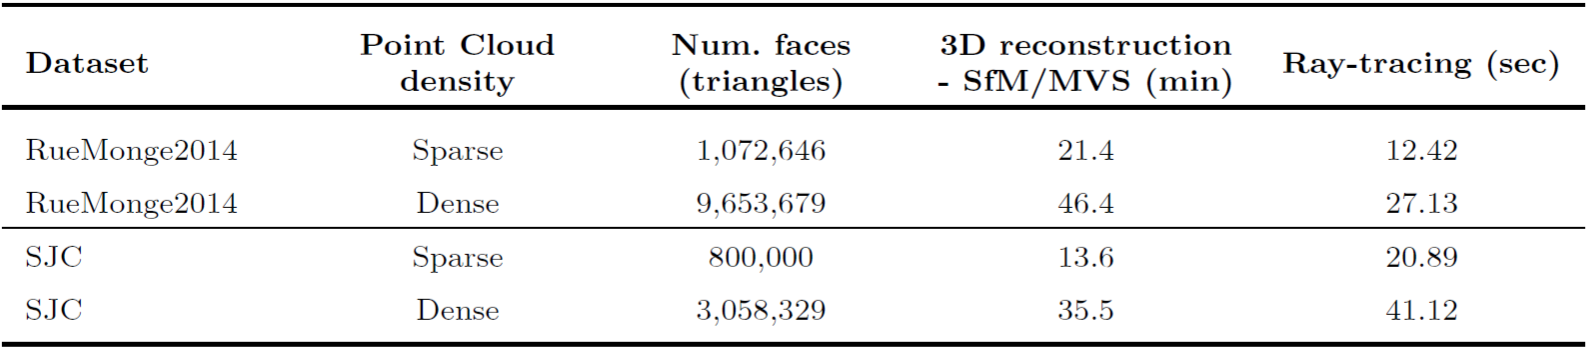 Dataset Point Cloud density Num. faces (triangles) 3D reconstruction - SfM/MVS (min) Ray-tracing (sec)
RueMonge2014 Sparse 1,072,646 21.4 12.42
RueMonge2014 Dense 9,653,679 46.4 27.13
SJC Sparse 800,000 13.6 20.89
SJC Dense 3,058,329 35.5 41.12